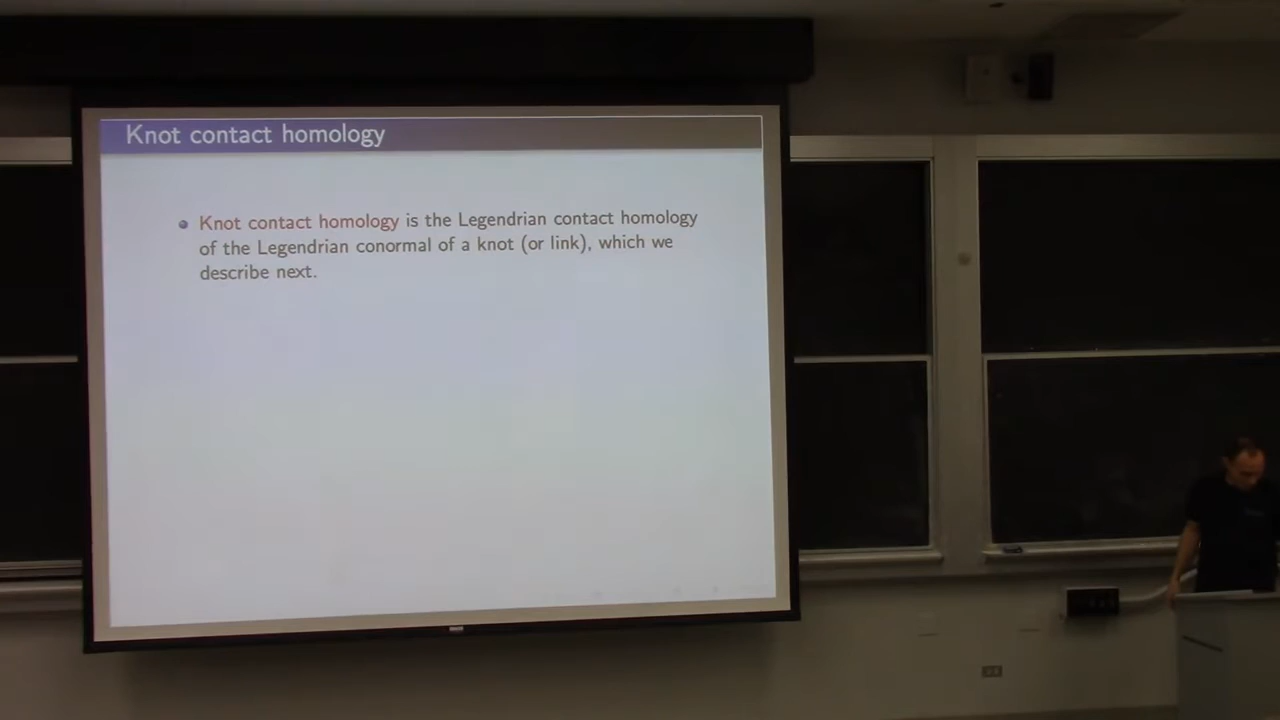 Knot contact homology
Knot contact homology is the Legendrian contact homology
of the Legendrian conormal of a knot (or link), which we
describe next.